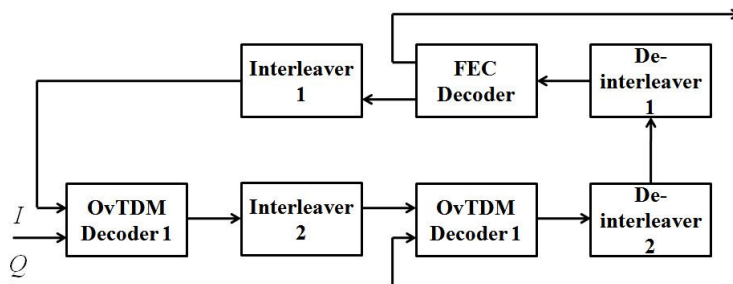 Interleaver
1
FEC
Decoder
De-
interleaver
1
I
Q
OvTDM
Decoder 1
Interleaver
2
OvTDM
Decoder 1
De-
interleaver
2